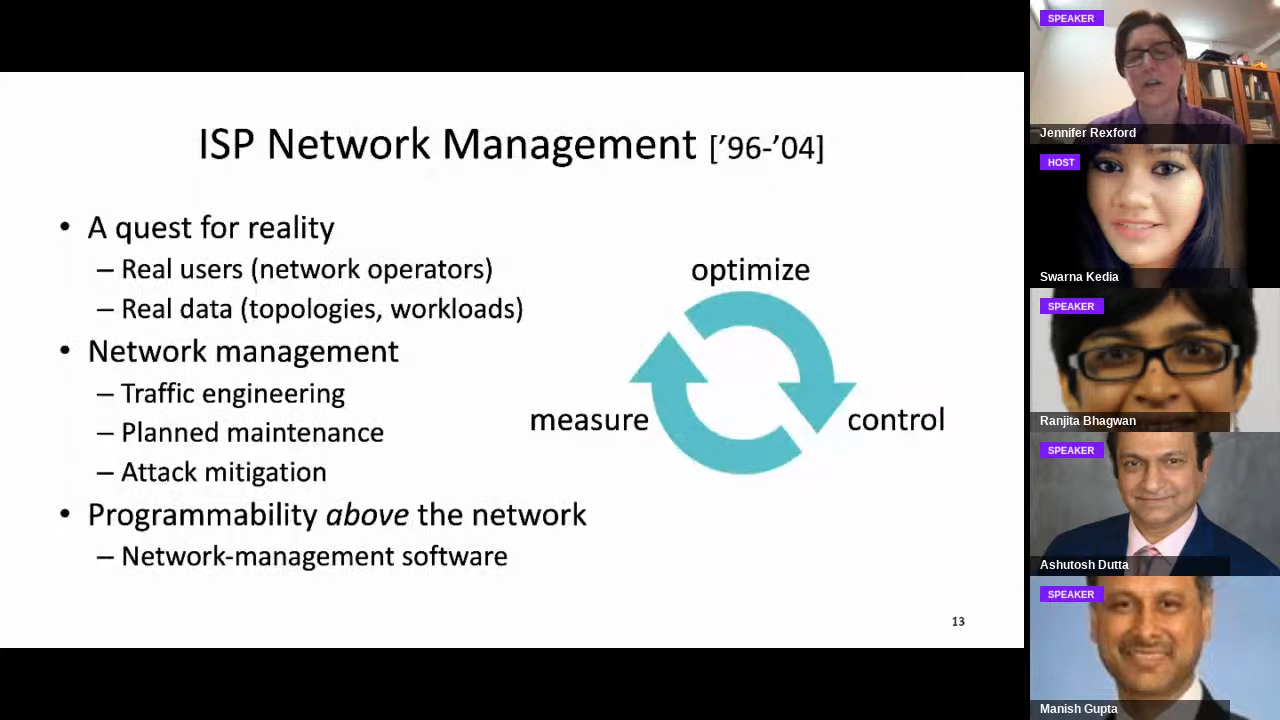 ISP Network Management ['96-'04]
• A quest for reality
– Real users (network operators)
– Real data (topologies, workloads)
• Network management
– Traffic engineering
– Planned maintenance
– Attack mitigation
• Programmability above the network
– Network-management software
optimize
measure
control
13
SPEAKER
Jennifer Rexford
HOST
Swarna Kedia
SPEAKER
Ranjita Bhagwan
SPEAKER
Ashutosh Dutta
SPEAKER
Manish Gupta